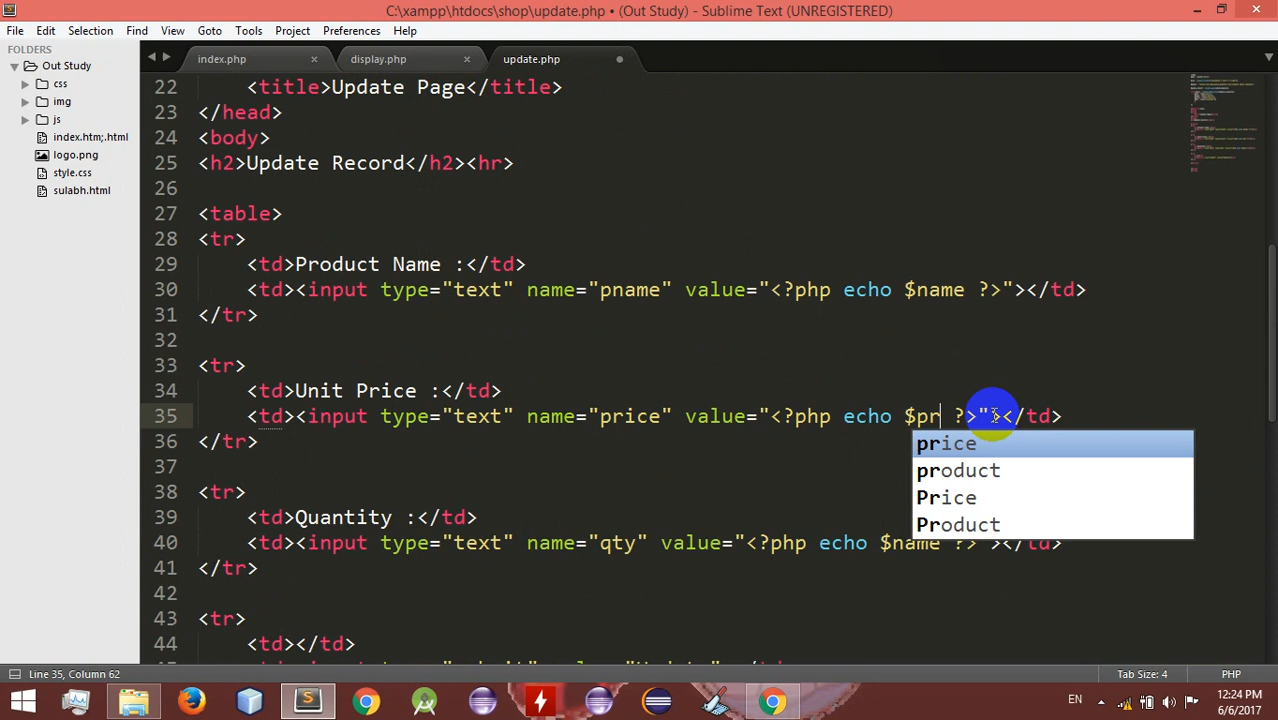 C:\xampp\htdocs\shop\update.php • (Out Study) - Sublime Text (UNREGISTERED)
File Edit Selection Find View Goto Tools Project Preferences Help
FOLDERS
Out Study
css
img
js
index.htm;.html
logo.png
style.css
sulabh.html
index.php × display.php × update.php
22 <title>Update Page</title>
23 </head>
24 <body>
25 <h2>Update Record</h2><hr>
26
27 <table>
28 <tr>
29 <td>Product Name :</td>
30 <td><input type="text" name="pname" value="<?php echo $name ?>"></td>
31 </tr>
32
33 <tr>
34 <td>Unit Price :</td>
35 <td><input type="text" name="price" value="<?php echo $pr ?>"></td>
36 </tr>
37
38 <tr>
39 <td>Quantity :</td>
40 <td><input type="text" name="qty" value="<?php echo $name ?>"></td>
41 </tr>
42
43 <tr>
44 <td></td>
price
product
Price
Product
Line 35, Column 62
Tab Size: 4
PHP
EN
12:24 PM
6/6/2017